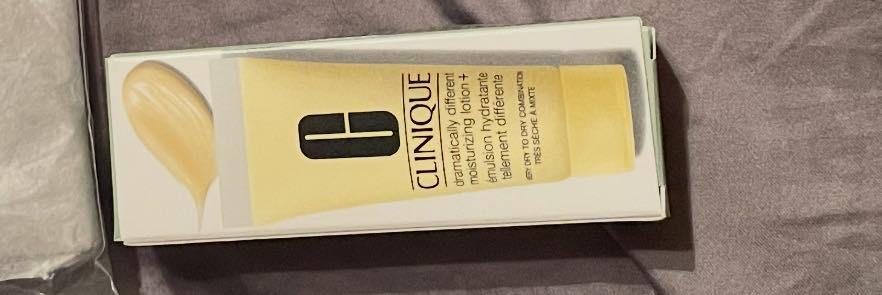 CLINIQUE
dramatically different
moisturizing lotion+
émulsion hydratante
tellement différente
VERY DRY TO DRY COMBINATION
TRÈS SÈCHE À MIXTE